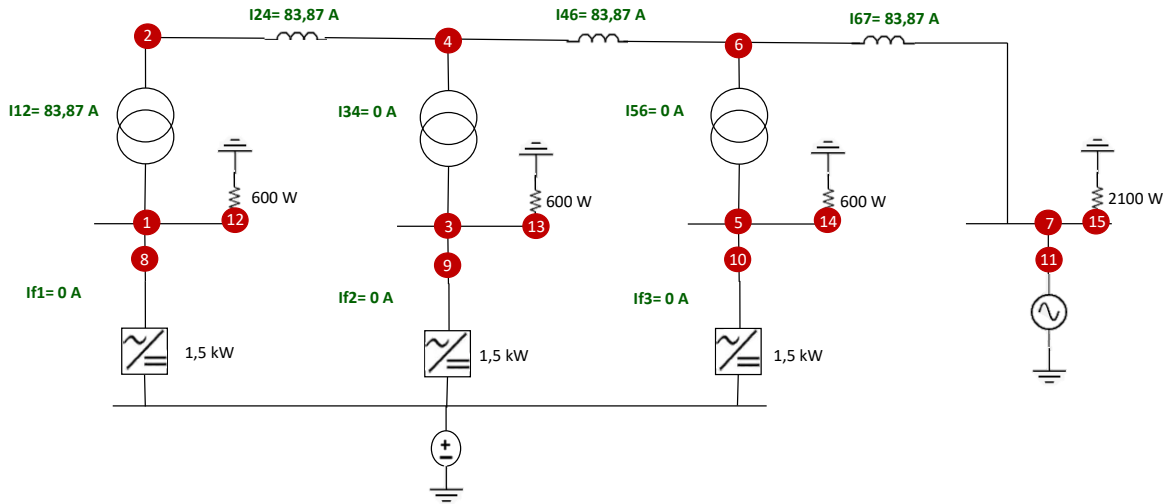 I24= 83,87 A
I46= 83,87 A
I67= 83,87 A
2
4
6
I12= 83,87 A
I34= 0 A
I56= 0 A
600 W
600 W
600 W
2100 W
1
12
3
13
5
14
7
15
8
9
10
11
If1= 0 A
If2= 0 A
If3= 0 A
1,5 kW
1,5 kW
1,5 kW